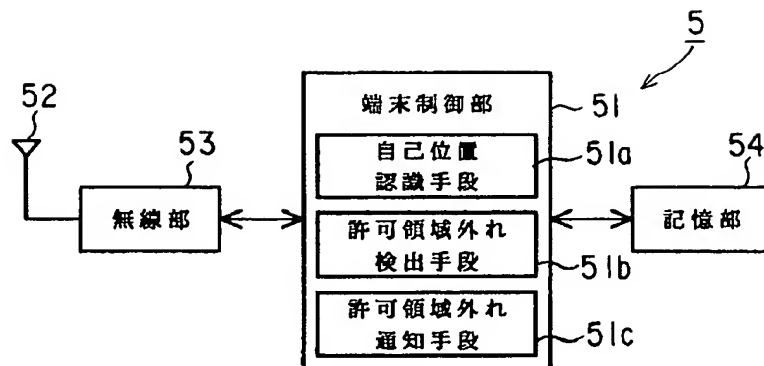 5
52
53
端末制御部
51
自己位置
認識手段
51a
54
無線部
許可領域外れ
検出手段
51b
記憶部
許可領域外れ
通知手段
51c